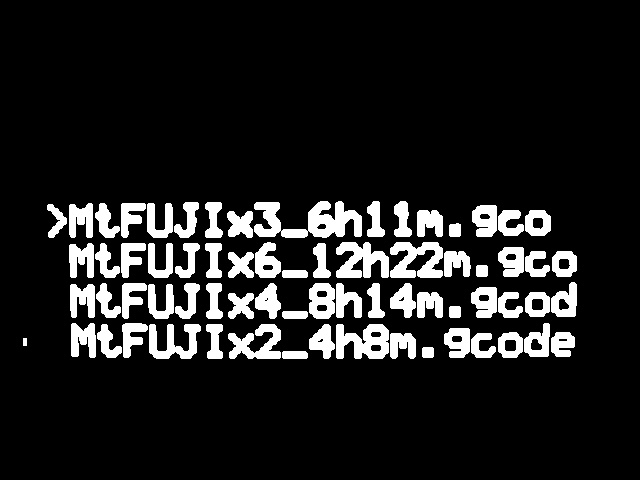 >MtFUJIx3_6h11m.gco
MtFUJIx6_12h22m.gco
MtFUJIx4_8h14m.gcod
MtFUJIx2_4h8m.gcode